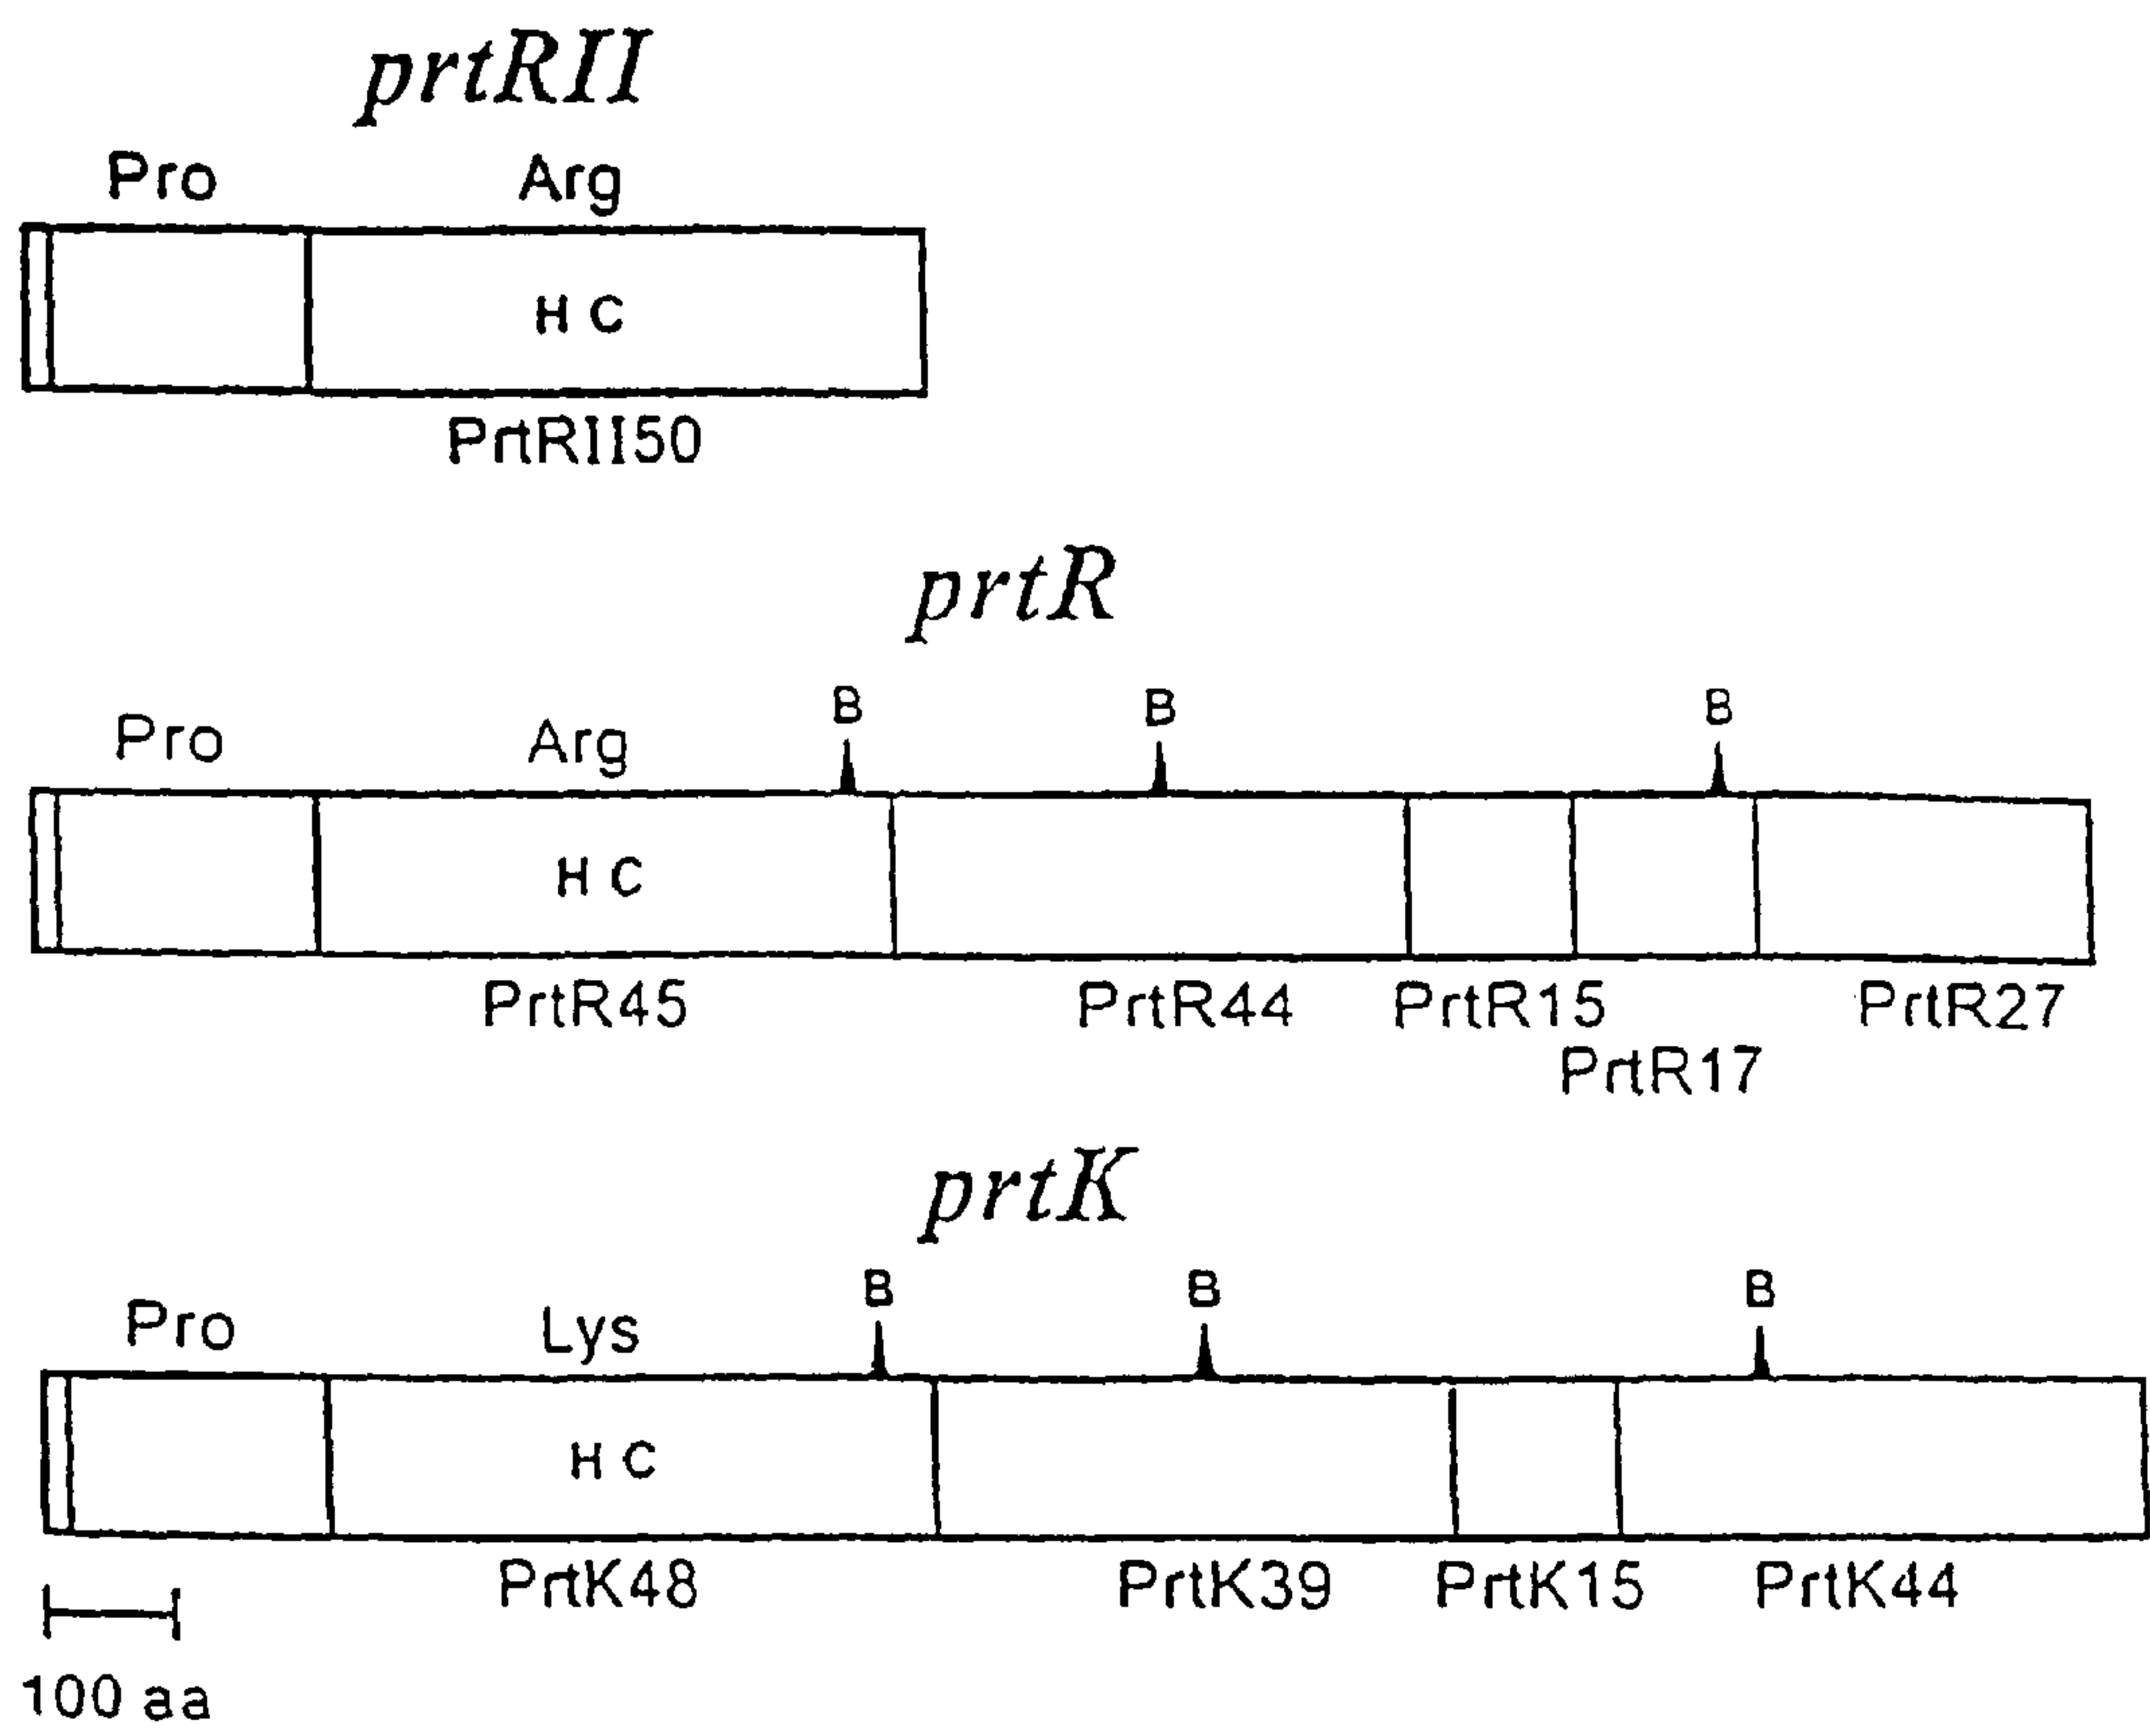 prtRII
Pro Arg
H C
PrtRII50
prtR
B B B
Pro Arg
H C
PrtR45 PrtR44 PrtR15 PrtR27
PrtR17
prtK
B B B
Pro Lys
H C
PrtK48 PrtK39 PrtK15 PrtK44
100 aa